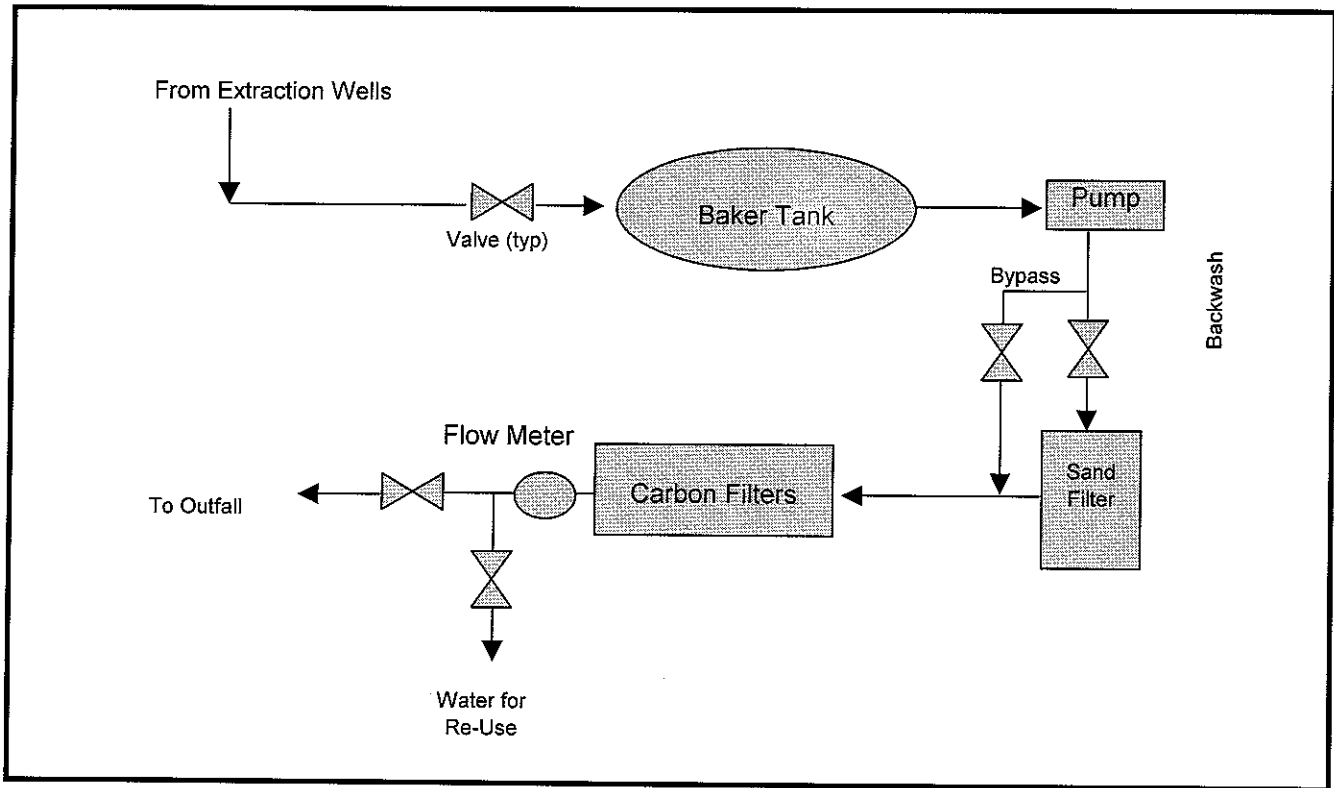 From Extraction Wells
Valve (typ)
Baker Tank
Pump
Bypass
Backwash
Sand
Filter
Flow Meter
Carbon Filters
To Outfall
Water for
Re-Use